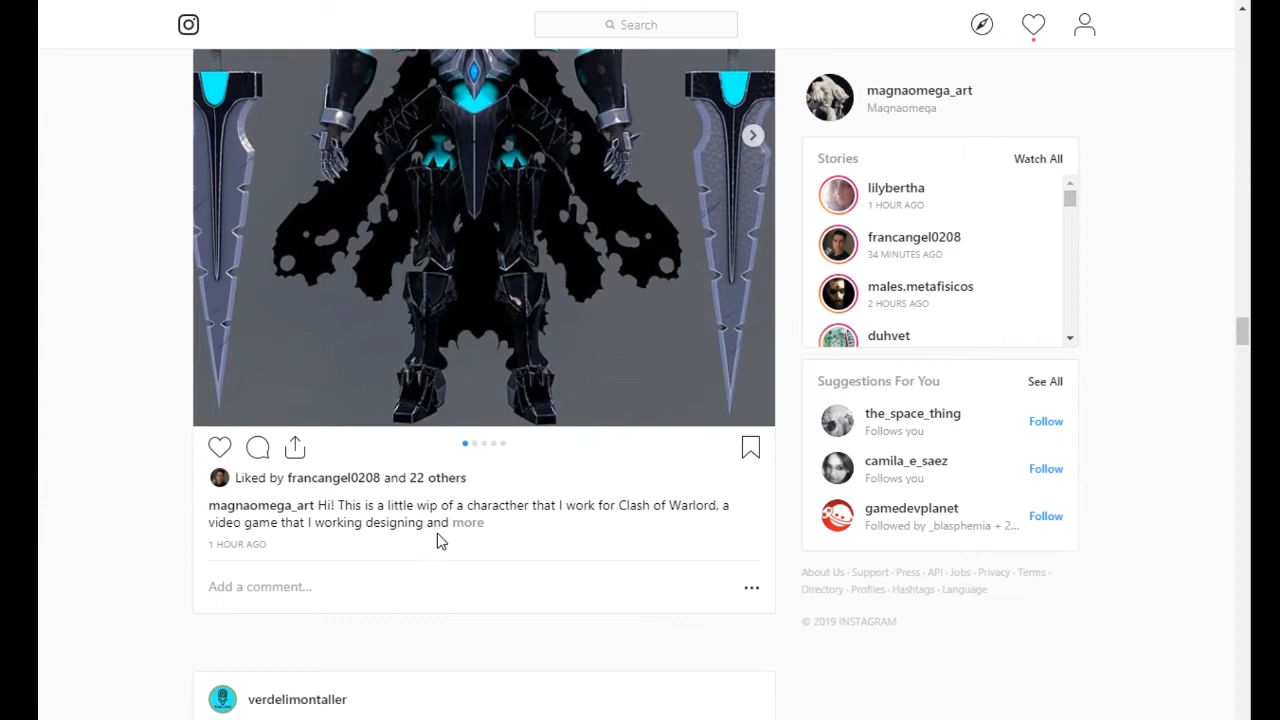 Search
magnaomega_art
Magnaomega
Stories
Watch All
lilybertha
1 HOUR AGO
francangel0208
34 MINUTES AGO
males.metafisicos
2 HOURS AGO
duhvet
Suggestions For You
See All
the_space_thing
Follows you
Follow
camila_e_saez
Follows you
Follow
gamedevplanet
Followed by _blasphemia + 2...
Follow
About Us · Support · Press · API · Jobs · Privacy · Terms ·
Directory · Profiles · Hashtags · Language
© 2019 INSTAGRAM
Liked by francangel0208 and 22 others
magnaomega_art Hi! This is a little wip of a characther that I work for Clash of Warlord, a
video game that I working designing and more
1 HOUR AGO
Add a comment...
verdelimontaller